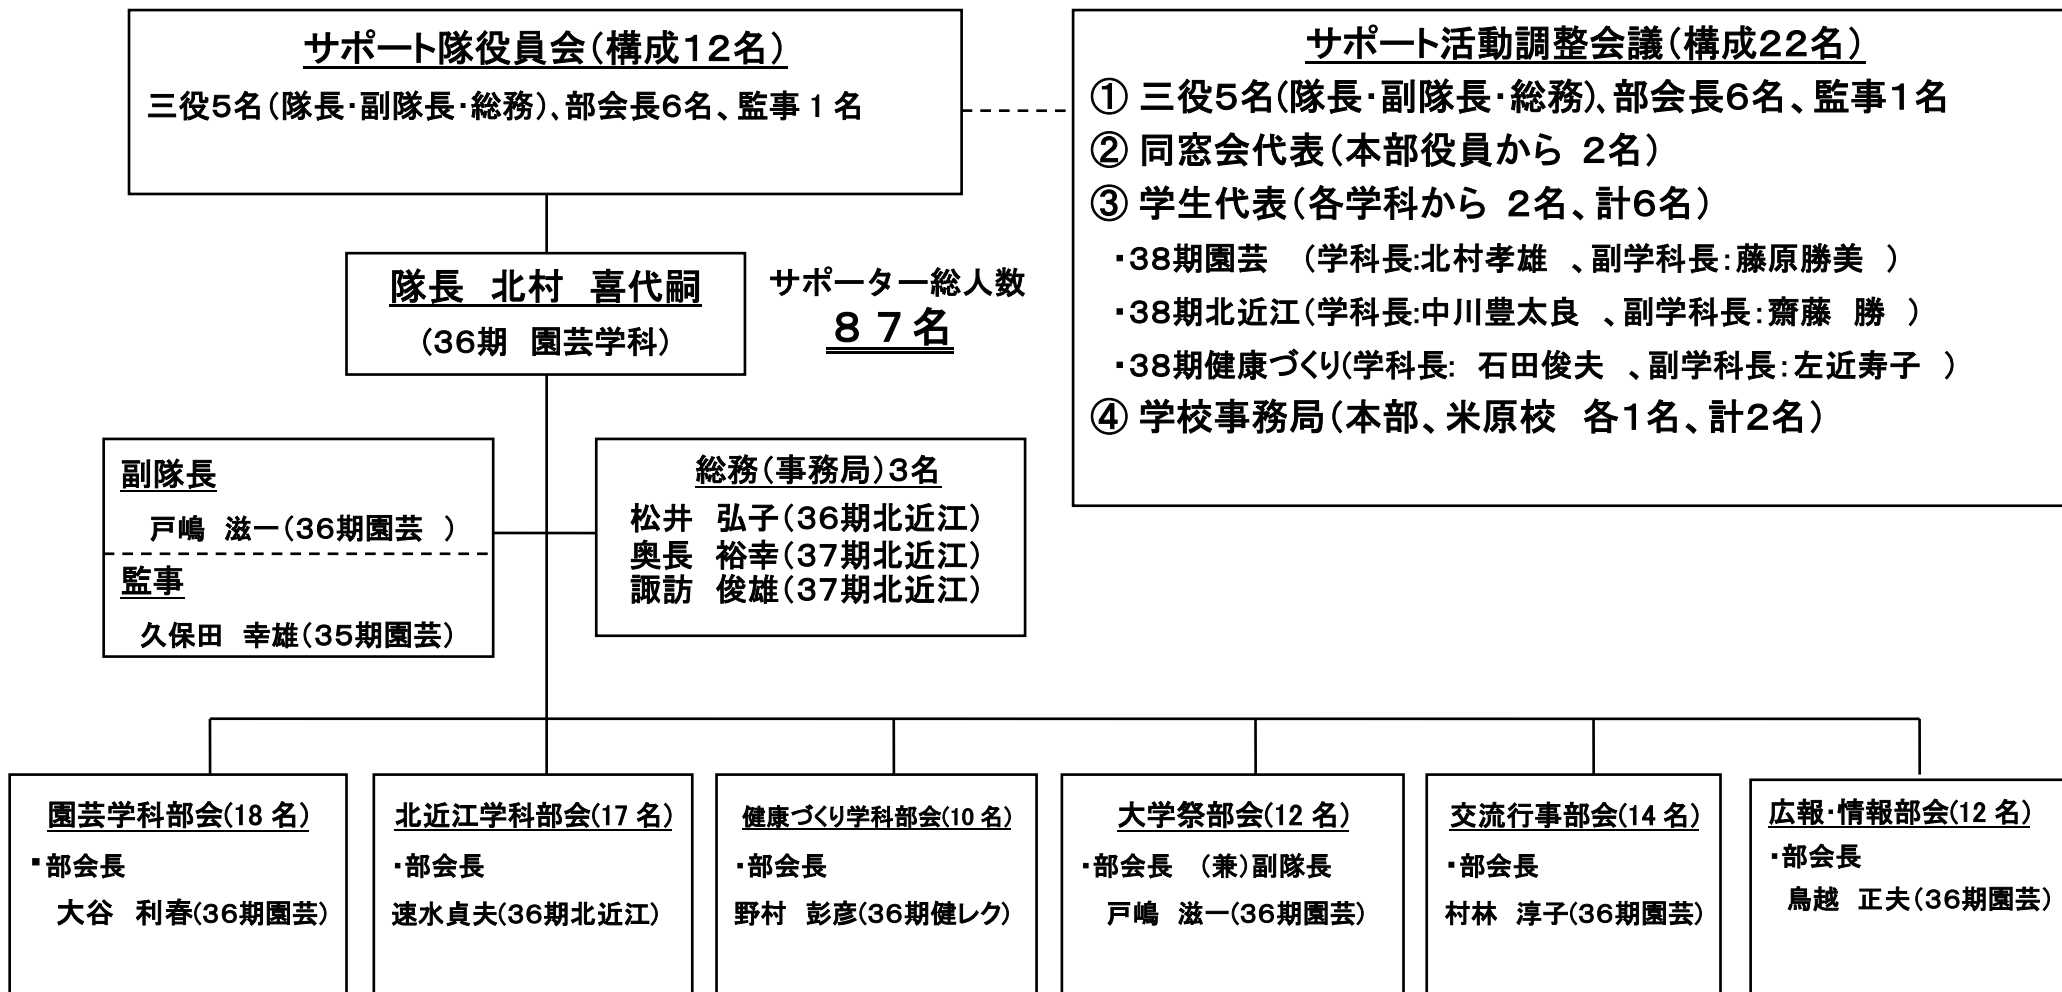 サポート隊役員会（構成12名）
三役5名（隊長・副隊長・総務）、部会長6名、監事1名
サポート活動調整会議（構成22名）
① 三役5名(隊長・副隊長・総務)、部会長6名、監事1名
② 同窓会代表（本部役員から 2名）
③ 学生代表（各学科から 2名、計6名）
・38期園芸　（学科長:北村孝雄 、副学科長：藤原勝美 ）
・38期北近江（学科長:中川豊太良 、副学科長：齋藤 勝 ）
・38期健康づくり(学科長: 石田俊夫 、副学科長：左近寿子 ）
④ 学校事務局（本部、米原校 各1名、計2名）
隊長　北村　喜代嗣
（36期　園芸学科）
サポーター総人数
８７名
副隊長
戸嶋 滋一（36期園芸 ）
監事
久保田 幸雄（35期園芸）
総務（事務局）3名
松井　弘子（36期北近江）
奥長　裕幸（37期北近江）
諏訪　俊雄（37期北近江）
園芸学科部会(18 名)
・部会長
大谷　利春(36期園芸)
北近江学科部会(17 名)
・部会長
速水貞夫(36期北近江)
健康づくり学科部会(10 名)
・部会長
野村　彭彦(36期健レク)
大学祭部会(12 名)
・部会長　（兼）副隊長
戸嶋　滋一(36期園芸)
交流行事部会(14 名)
・部会長
村林　淳子(36期園芸)
広報・情報部会(12 名)
・部会長
鳥越　正夫（36期園芸）